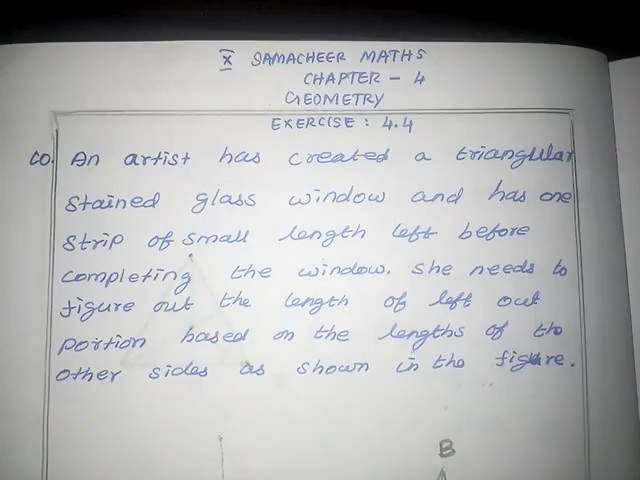 X SAMACHEER MATHS
CHAPTER - 4
GEOMETRY
EXERCISE : 4.4
10. An artist has created a triangular
stained glass window and has one
strip of small length left before
completing the window. She needs to
figure out the length of left out
portion based on the lengths of the
other sides as shown in the figure.
B